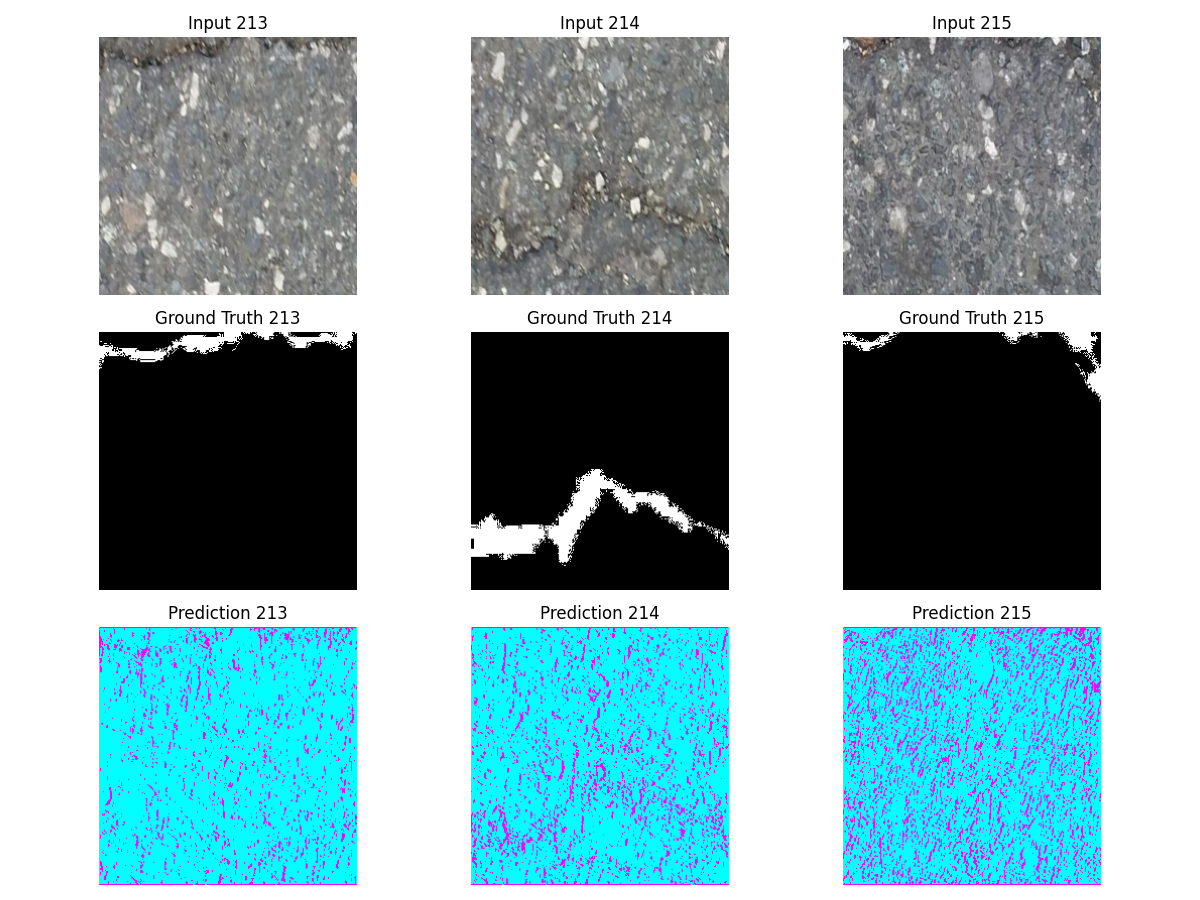 Input 213
Input 214
Input 215
Ground Truth 213
Ground Truth 214
Ground Truth 215
Prediction 213
Prediction 214
Prediction 215